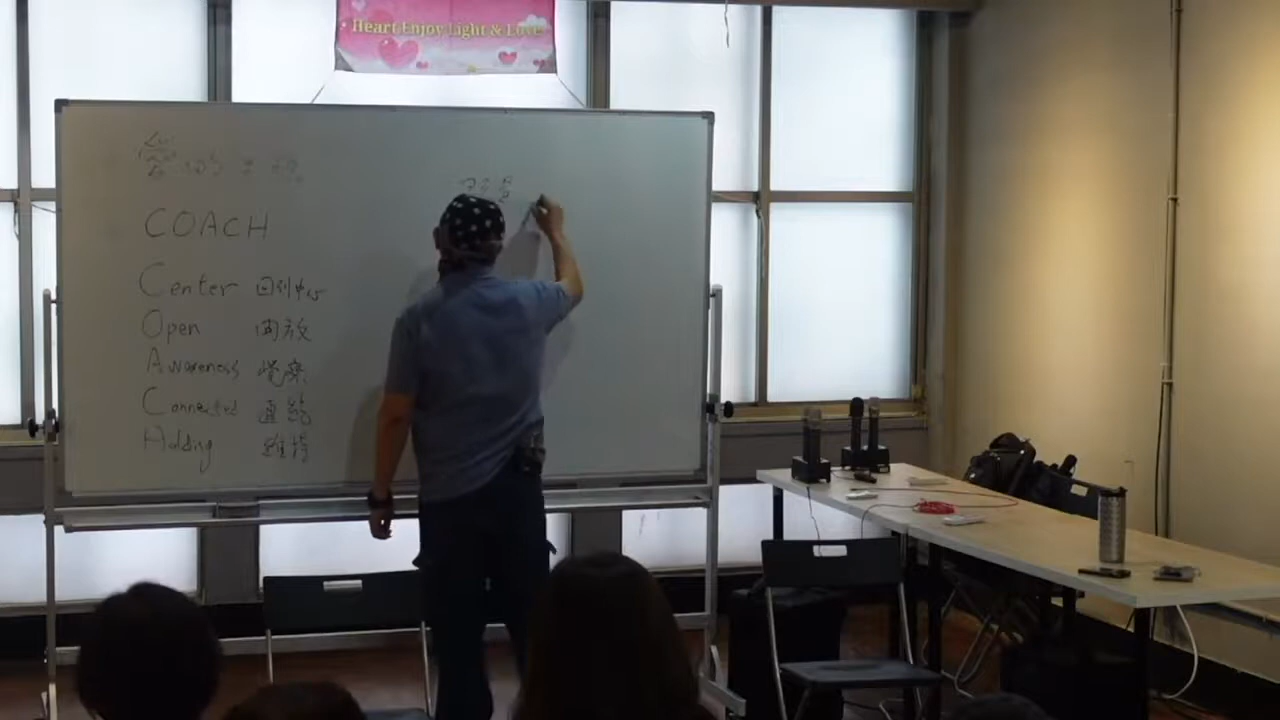 Heart Enjoy Light & Love
COACH
Center 回到中心
Open 開放
Awareness 覺察
Connected 連結
Holding 維持